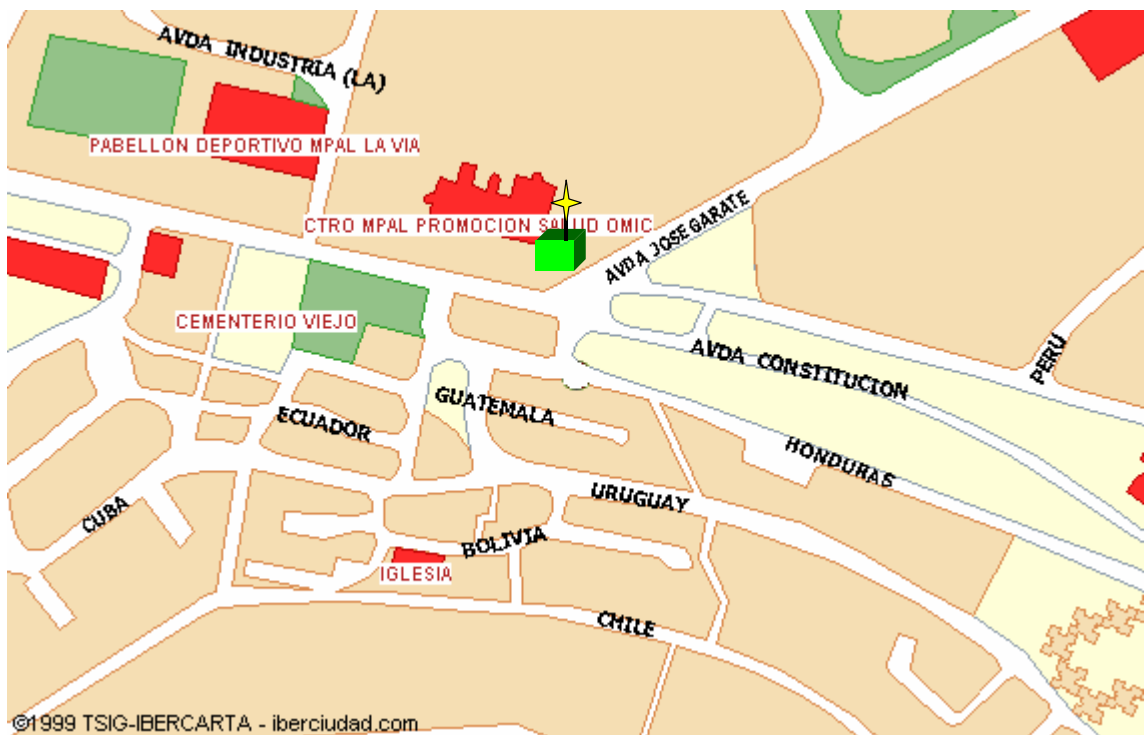 AVDA INDUSTRIA (LA)
PABELLON DEPORTIVO MPAL LA VIA
CTRO MPAL PROMOCION SALUD OMIC
AVDA JOSE GARATE
CEMENTERIO VIEJO
AVDA CONSTITUCION
PERU
GUATEMALA
ECUADOR
HONDURAS
URUGUAY
CUBA
BOLIVIA
IGLESIA
CHILE
©1999 TSIG-IBERCARTA - iberciudad.com